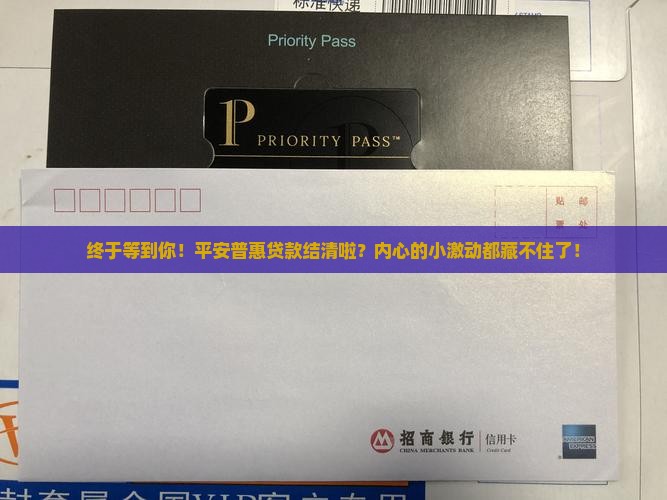 标准快递
Priority Pass
PRIORITY PASS™
贴 邮
票 处
终于等到你！平安普惠贷款结清啦？内心的小激动都藏不住了！
招商银行 信用卡
CHINA MERCHANTS BANK Credit Card
AMERICAN
EXPRESS